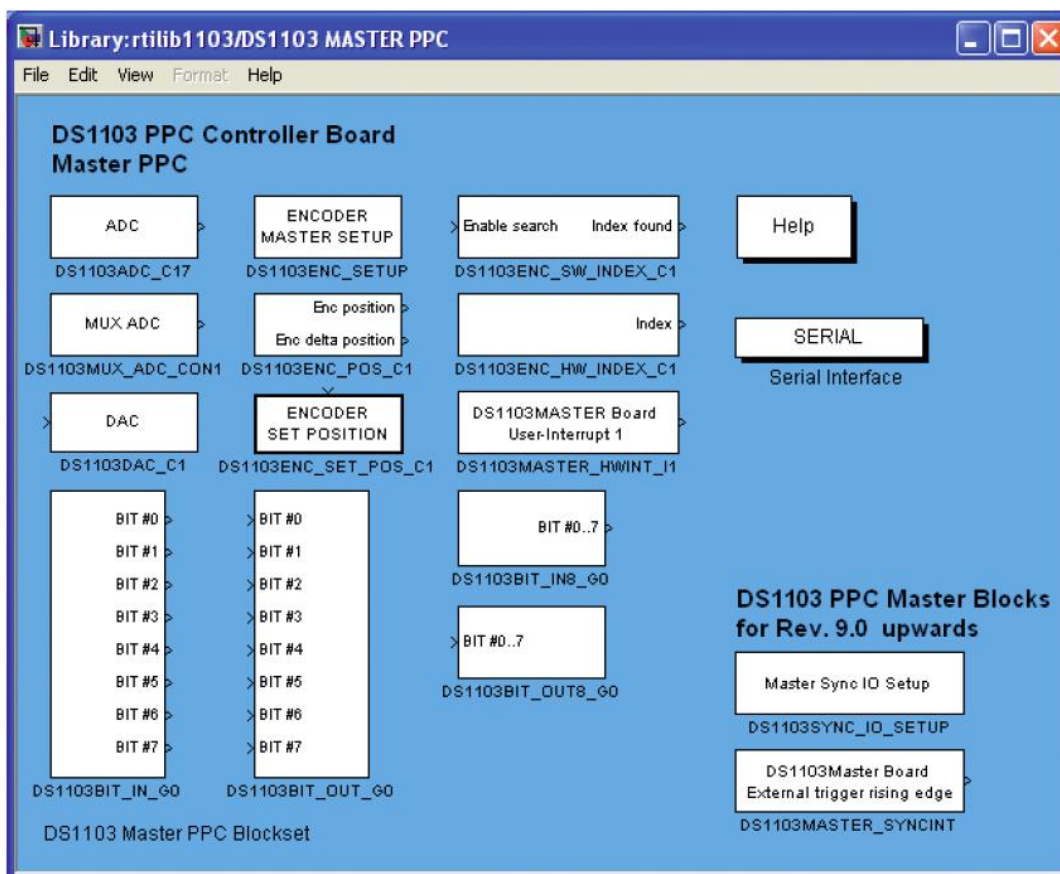 Library:rtilib1103/DS1103 MASTER PPC
File Edit View Format Help
DS1103 PPC Controller Board
Master PPC
ADC
DS1103ADC_C17
ENCODER
MASTER SETUP
DS1103ENC_SETUP
Enable search Index found
DS1103ENC_SW_INDEX_C1
Help
MUX ADC
DS1103MUX_ADC_CON1
Enc position
Enc delta position
DS1103ENC_POS_C1
Index
DS1103ENC_HW_INDEX_C1
SERIAL
Serial Interface
DAC
DS1103DAC_C1
ENCODER
SET POSITION
DS1103ENC_SET_POS_C1
DS1103MASTER Board
User-Interrupt 1
DS1103MASTER_HWINT_I1
BIT #0
BIT #1
BIT #2
BIT #3
BIT #4
BIT #5
BIT #6
BIT #7
DS1103BIT_IN_G0
BIT #0
BIT #1
BIT #2
BIT #3
BIT #4
BIT #5
BIT #6
BIT #7
DS1103BIT_OUT_G0
BIT #0..7
DS1103BIT_IN8_G0
BIT #0..7
DS1103BIT_OUT8_G0
DS1103 PPC Master Blocks
for Rev. 9.0 upwards
Master Sync IO Setup
DS1103SYNC_IO_SETUP
DS1103Master Board
External trigger rising edge
DS1103MASTER_SYNCINT
DS1103 Master PPC Blockset